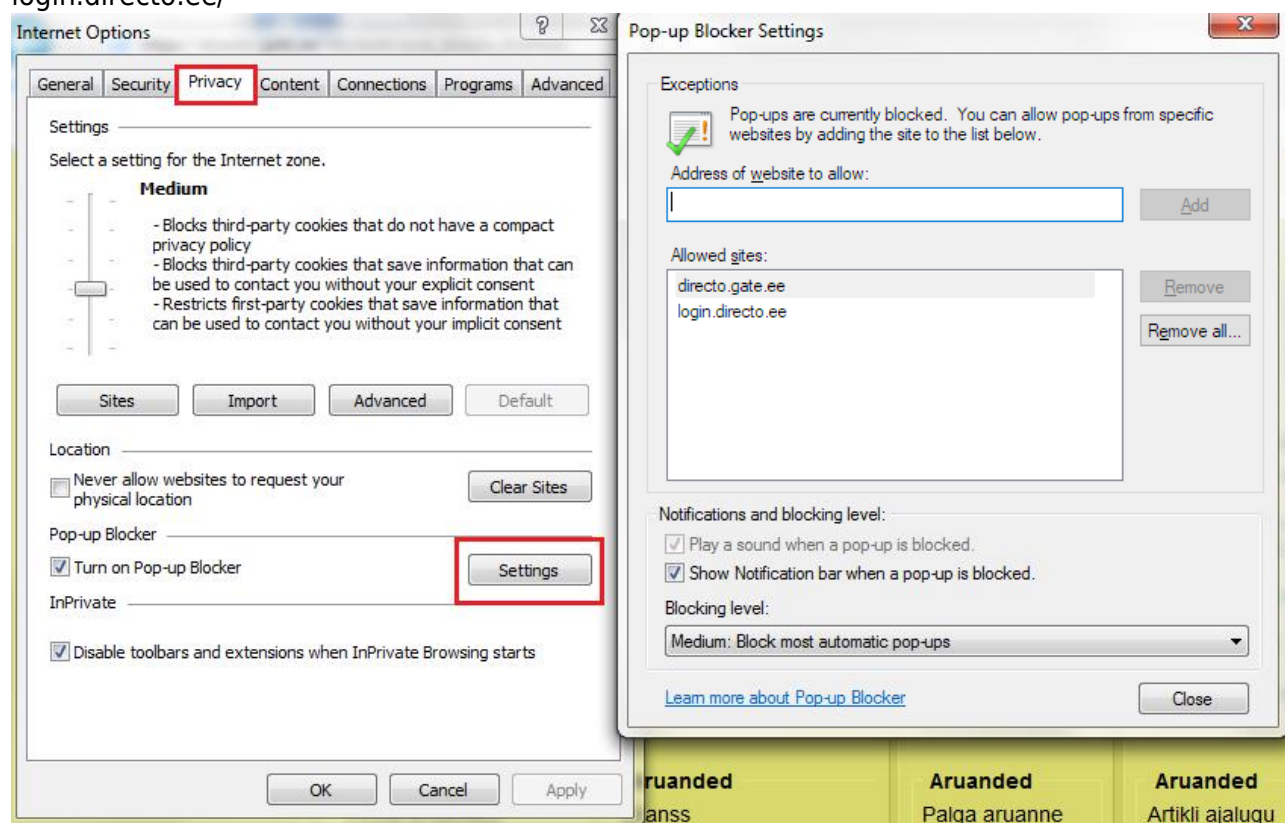 login.directo.ee/
Internet Options
General Security Privacy Content Connections Programs Advanced
Settings
Select a setting for the Internet zone.
Medium
- Blocks third-party cookies that do not have a compact
privacy policy
- Blocks third-party cookies that save information that can
be used to contact you without your explicit consent
- Restricts first-party cookies that save information that
can be used to contact you without your implicit consent
Sites Import Advanced Default
Location
Never allow websites to request your
physical location
Clear Sites
Pop-up Blocker
Turn on Pop-up Blocker
Settings
InPrivate
Disable toolbars and extensions when InPrivate Browsing starts
OK Cancel Apply
Pop-up Blocker Settings
Exceptions
Pop-ups are currently blocked. You can allow pop-ups from specific
websites by adding the site to the list below.
Address of website to allow:
Add
Allowed sites:
directo.gate.ee
login.directo.ee
Remove
Remove all...
Notifications and blocking level:
Play a sound when a pop-up is blocked.
Show Notification bar when a pop-up is blocked.
Blocking level:
Medium: Block most automatic pop-ups
Learn more about Pop-up Blocker
Close
ruanded Aruanded Aruanded
anss Palga aruanne Artikli ajalugu